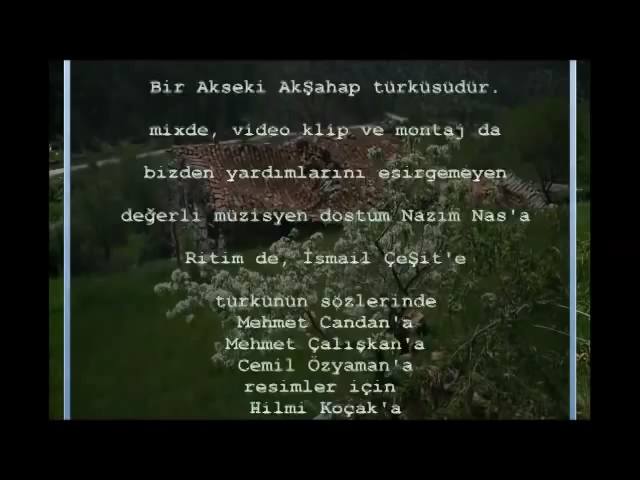 Bir Akseki AkŞahap türküsüdür.
mixde, video klip ve montaj da
bizden yardımlarını esirgemeyen
değerli müzisyen dostum Nazım Nas'a
Ritim de, İsmail ÇeŞit'e
türkünün sözlerinde
Mehmet Candan'a
Mehmet Çalışkan'a
Cemil Özyaman'a
resimler için
Hilmi Koçak'a